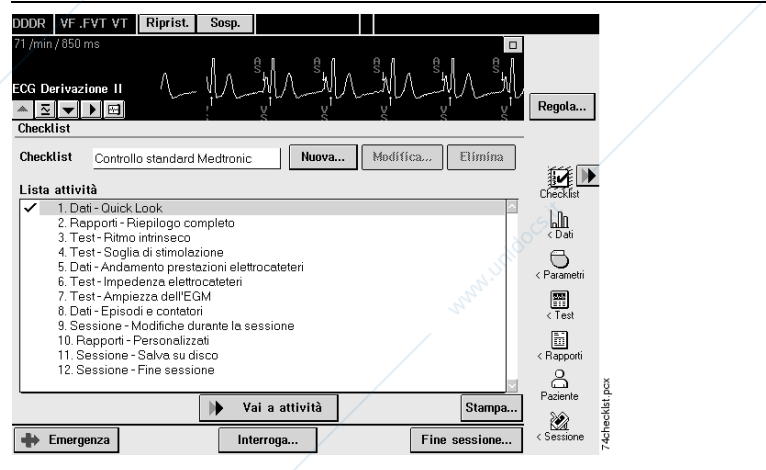 DDDR VF .FVT VT Riprist. Sosp.
71 /min / 850 ms
ECG Derivazione II
Regola...
Checklist
Checklist Controllo standard Medtronic Nuova... Modifica... Elimina
Lista attività
1. Dati - Quick Look
2. Rapporti - Riepilogo completo
3. Test - Ritmo intrinseco
4. Test - Soglia di stimolazione
5. Dati - Andamento prestazioni elettrocateteri
6. Test - Impedenza elettrocateteri
7. Test - Ampiezza dell'EGM
8. Dati - Episodi e contatori
9. Sessione - Modifiche durante la sessione
10. Rapporti - Personalizzati
11. Sessione - Salva su disco
12. Sessione - Fine sessione
Vai a attività Stampa...
Emergenza Interroga... Fine sessione...
Checklist
< Dati
< Parametri
< Test
< Rapporti
Paziente
< Sessione
74checklst.pcx
www.unidocs.it
A
S
A
S
A
S
A
S
A
S
V
S
V
S
V
S
V
S
V
S